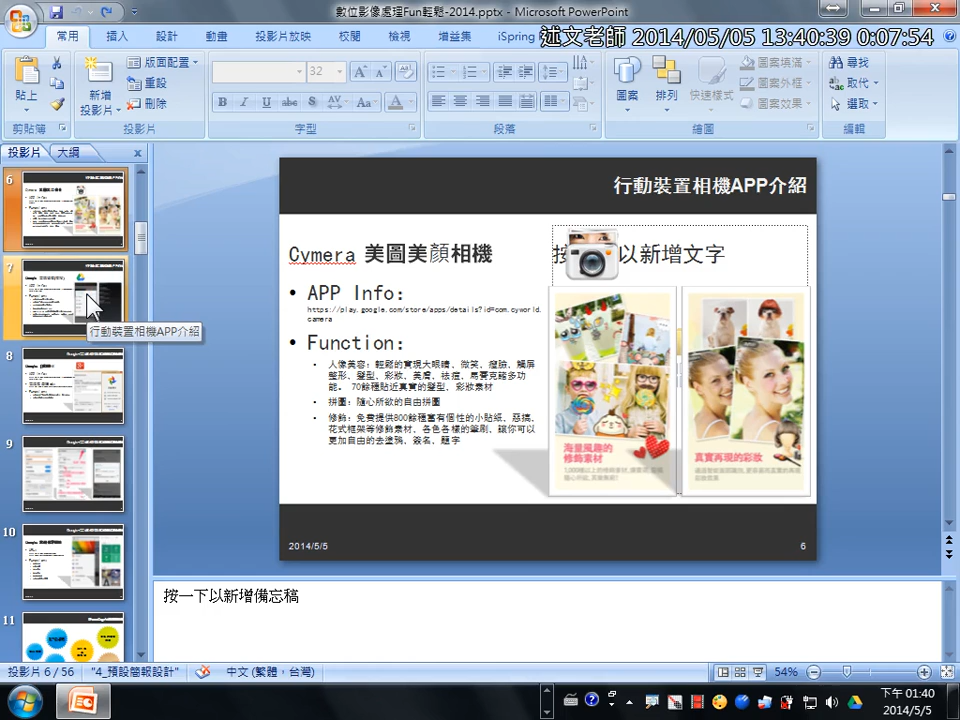 數位影像處理Fun輕鬆-2014.pptx - Microsoft PowerPoint
常用 插入 設計 動畫 投影片放映 校閱 檢視 增益集 iSpring
述文老師 2014/05/05 13:40:39 0:07:54
貼上 新增投影片 版面配置 重設 刪除
32
圖案 排列 快速樣式 圖案填滿 圖案外框 圖案效果
尋找 取代 選取
剪貼簿 投影片 字型 段落 繪圖 編輯
投影片 大綱
6
7
行動裝置相機APP介紹
8
9
10
11
行動裝置相機APP介紹
Cymera 美圖美顏相機
按 以新增文字
• APP Info:
https://play.google.com/store/apps/details?id=com.cyworld.
camera
• Function:
• 人像美容：輕鬆的實現大眼睛、微笑、瘦臉、觸屏
整形、髮型、彩妝、美膚、祛痘、馬賽克能多功
能。 70餘種貼近真實的髮型、彩妝素材
• 拼圖：隨心所欲的自由拼圖
• 修飾：免費提供800餘種富有個性的小貼紙、惡搞、
花式框架等修飾素材、各色各樣的筆刷，讓你可以
更加自由的去塗鴉、簽名、題字
海量風趣的
修飾素材
真實再現的彩妝
2014/5/5
6
按一下以新增備忘稿
投影片 6 / 56 "4_預設簡報設計" 中文 (繁體，台灣) 54%
下午 01:40
2014/5/5